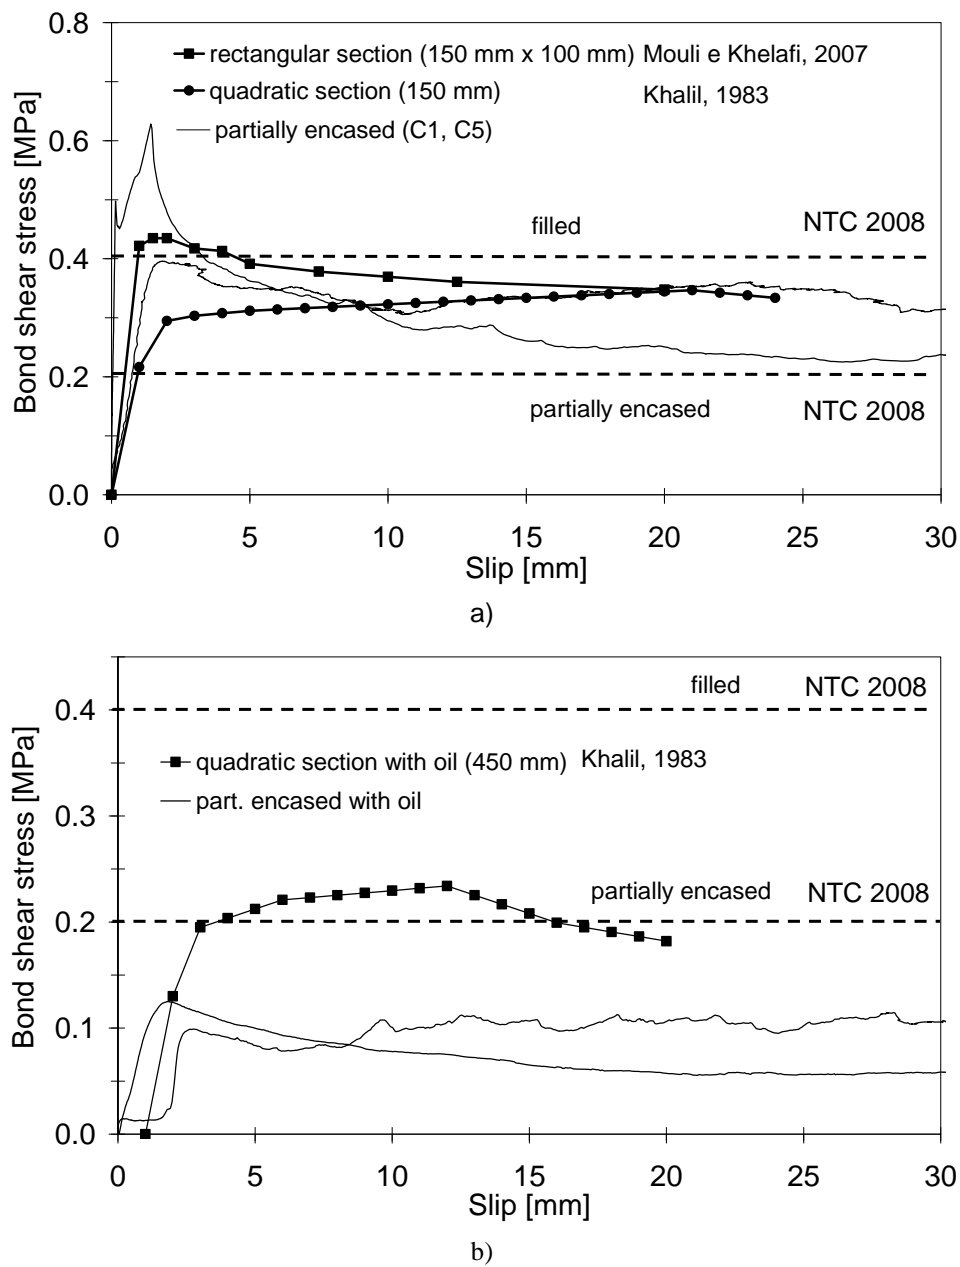 0.8
rectangular section (150 mm x 100 mm) Mouli e Khelafi, 2007
quadratic section (150 mm) Khalil, 1983
partially encased (C1, C5)
0.6
filled NTC 2008
0.4
0.2
partially encased NTC 2008
0.0
Bond shear stress [MPa]
0 5 10 15 20 25 30
Slip [mm]
a)
filled NTC 2008
0.4
quadratic section with oil (450 mm) Khalil, 1983
part. encased with oil
0.3
partially encased NTC 2008
0.2
0.1
0.0
Bond shear stress [MPa]
0 5 10 15 20 25 30
Slip [mm]
b)